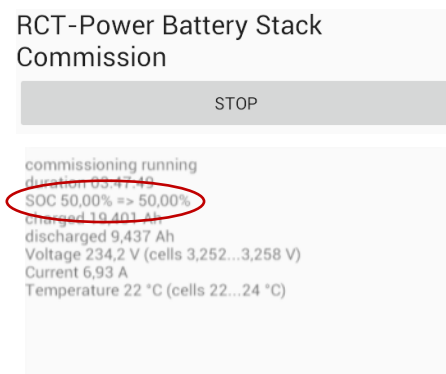 RCT-Power Battery Stack
Commission
STOP
commissioning running
duration 03:47:49
SOC 50,00% => 50,00%
charged 19,401 Ah
discharged 9,437 Ah
Voltage 234,2 V (cells 3,252...3,258 V)
Current 6,93 A
Temperature 22 °C (cells 22...24 °C)